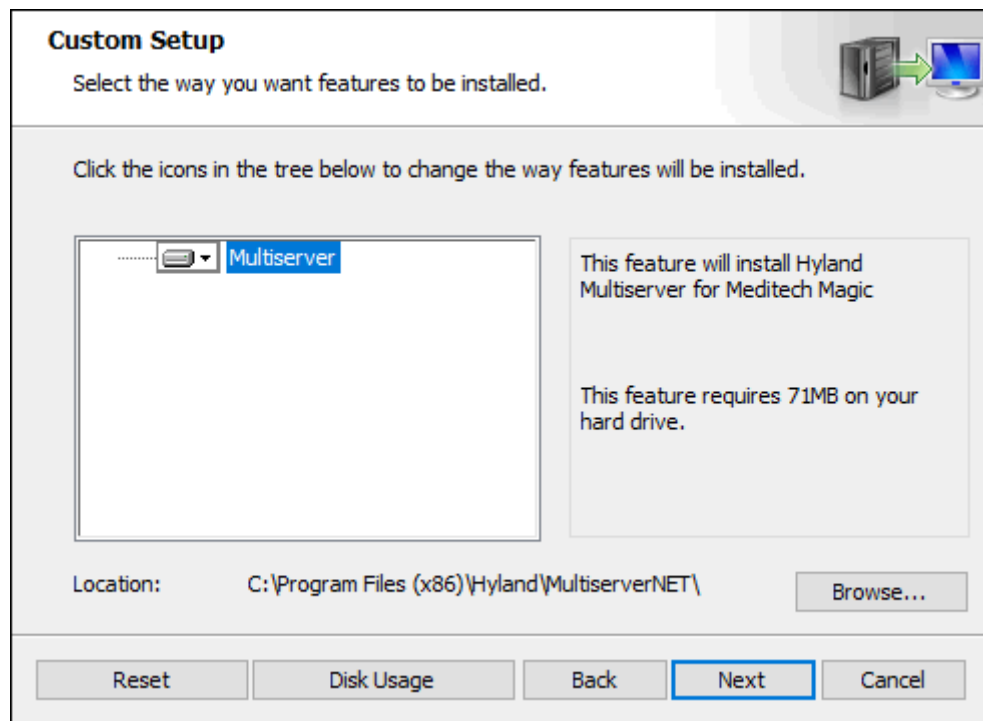 Custom Setup
Select the way you want features to be installed.
Click the icons in the tree below to change the way features will be installed.
Multiserver
This feature will install Hyland
Multiserver for Meditech Magic
This feature requires 71MB on your
hard drive.
Location: C:\Program Files (x86)\Hyland\MultiserverNET\ Browse...
Reset Disk Usage Back Next Cancel